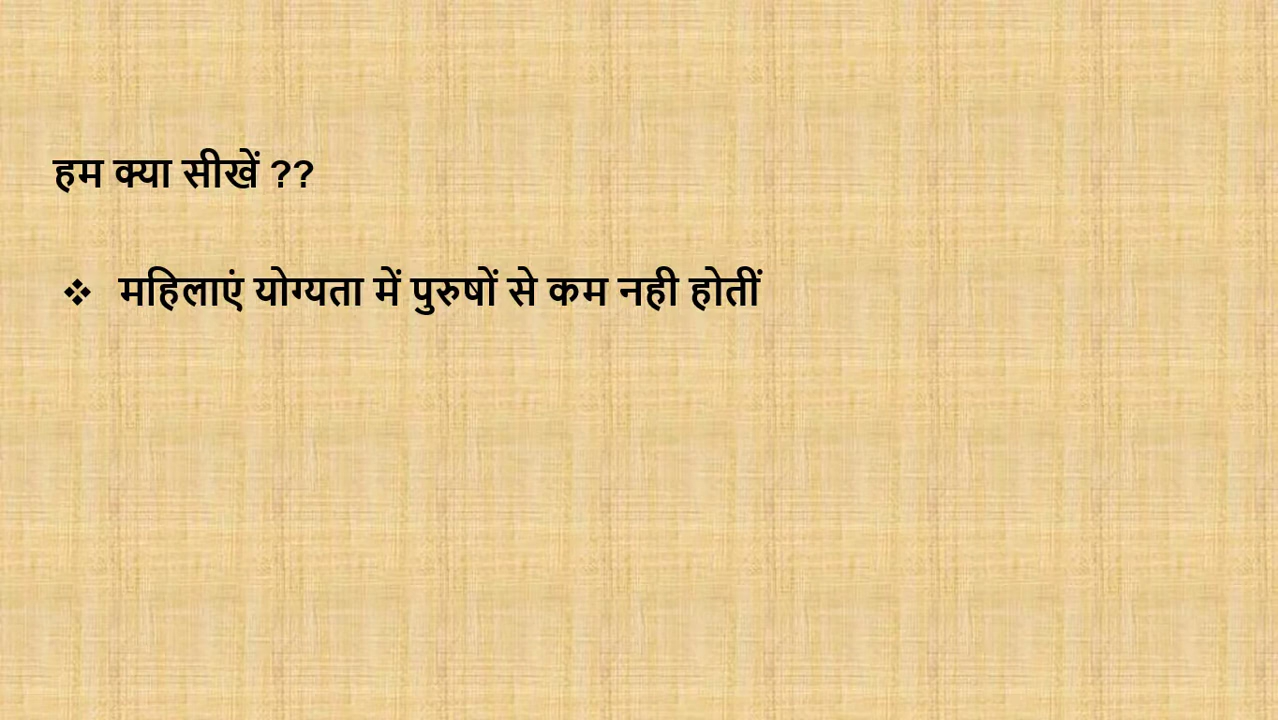 हम क्या सीखें ??
❖ महिलाएं योग्यता में पुरुषों से कम नही होतीं